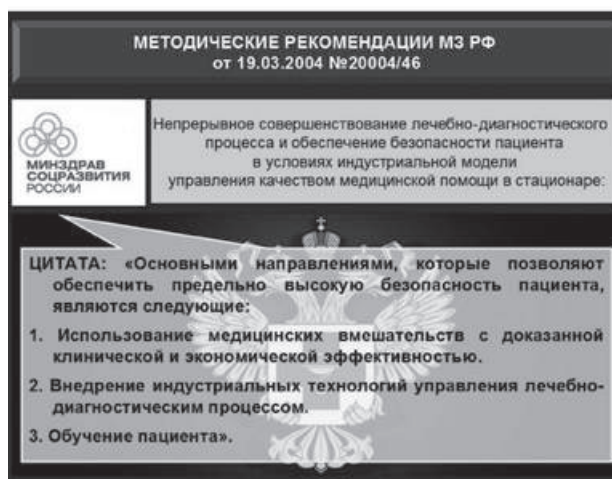 МЕТОДИЧЕСКИЕ РЕКОМЕНДАЦИИ МЗ РФ
от 19.03.2004 №20004/46
МИНЗДРАВ
СОЦРАЗВИТИЯ
РОССИИ
Непрерывное совершенствование лечебно-диагностического
процесса и обеспечение безопасности пациента
в условиях индустриальной модели
управления качеством медицинской помощи в стационаре:
ЦИТАТА: «Основными направлениями, которые позволяют
обеспечить предельно высокую безопасность пациента,
являются следующие:
1. Использование медицинских вмешательств с доказанной
клинической и экономической эффективностью.
2. Внедрение индустриальных технологий управления лечебно-
диагностическим процессом.
3. Обучение пациента».